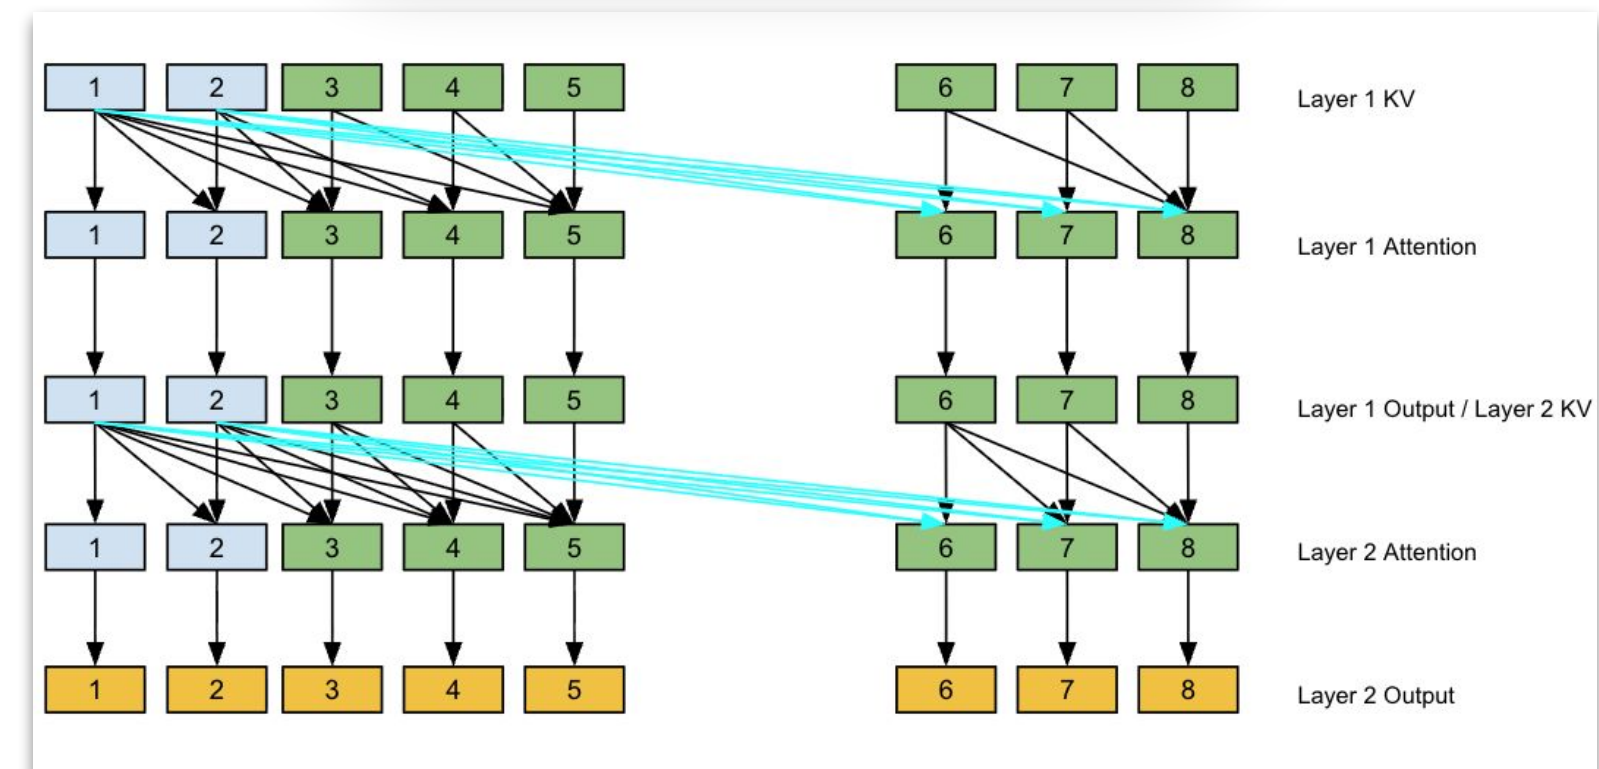 1 2 3 4 5 6 7 8 Layer 1 KV
1 2 3 4 5 6 7 8 Layer 1 Attention
1 2 3 4 5 6 7 8 Layer 1 Output / Layer 2 KV
1 2 3 4 5 6 7 8 Layer 2 Attention
1 2 3 4 5 6 7 8 Layer 2 Output